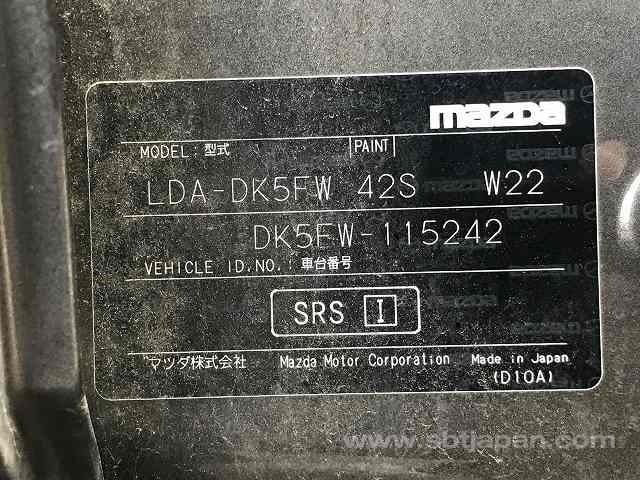 mazda
MODEL: 型式 PAINT
LDA-DK5FW 42S W22
DK5FW-115242
VEHICLE ID.NO.: 車台番号
SRS I
マツダ株式会社 Mazda Motor Corporation Made in Japan
(D10A)
www.sbtjapan.com